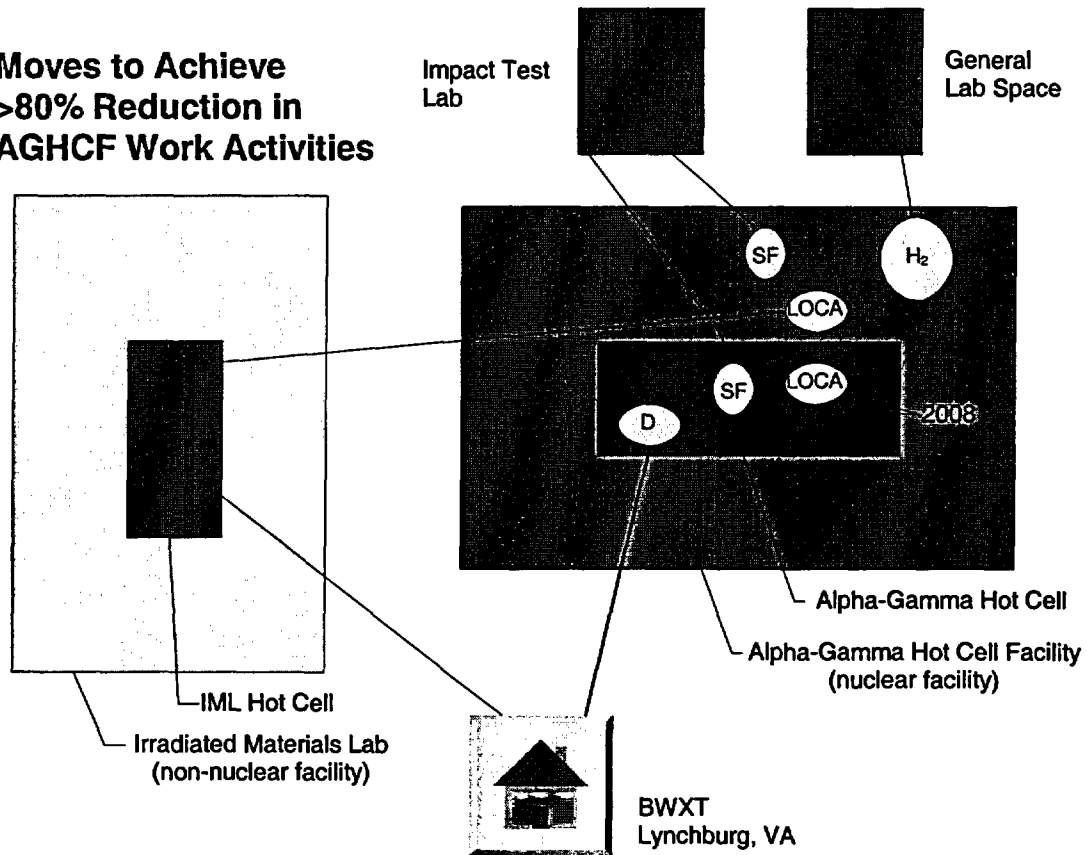 Moves to Achieve
>80% Reduction in
AGHCF Work Activities
Impact Test
Lab
General
Lab Space
SF
H₂
LOCA
SF
LOCA
D
2008
Alpha-Gamma Hot Cell
Alpha-Gamma Hot Cell Facility
(nuclear facility)
IML Hot Cell
Irradiated Materials Lab
(non-nuclear facility)
BWXT
Lynchburg, VA